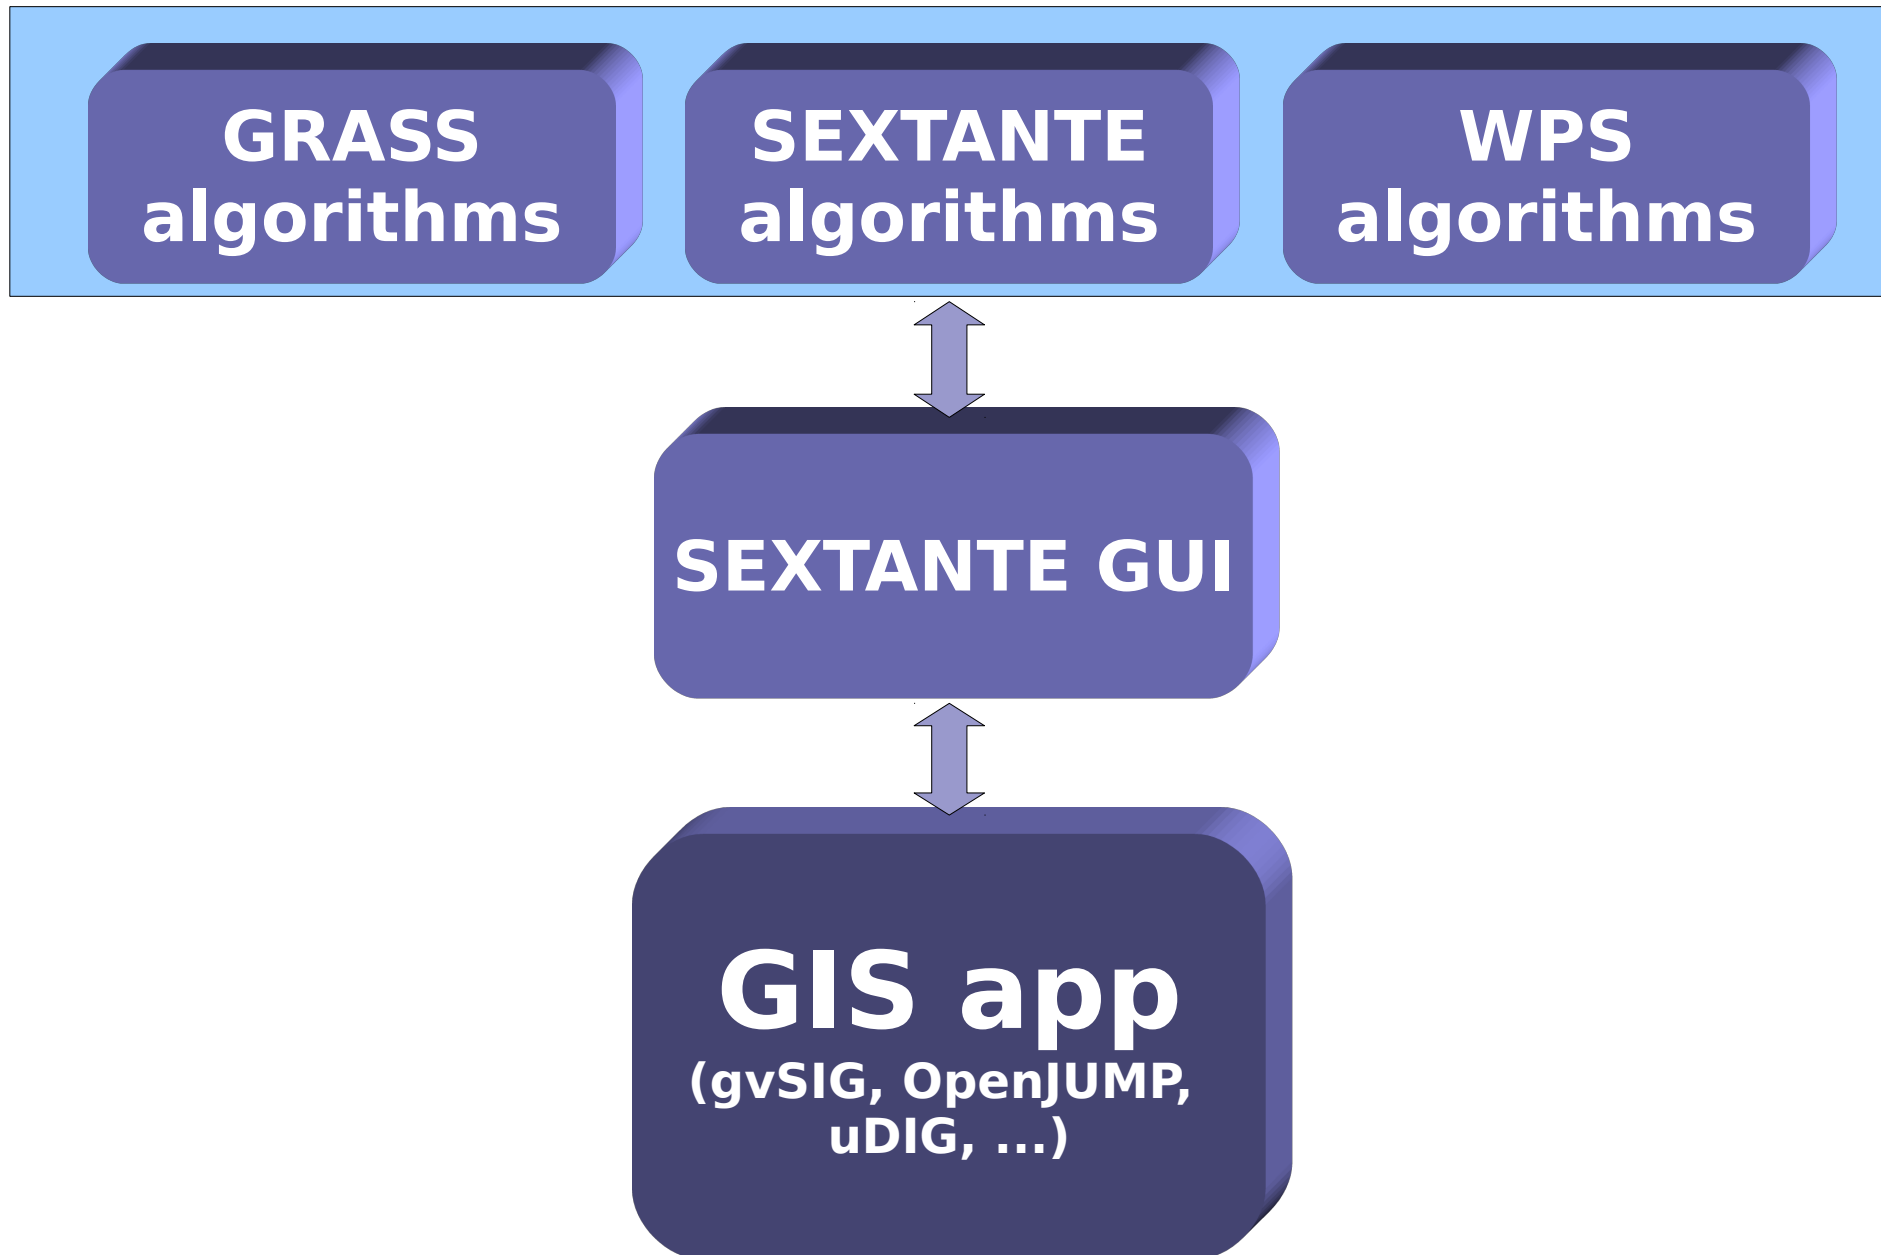 GRASS
algorithms
SEXTANTE
algorithms
WPS
algorithms
SEXTANTE GUI
GIS app
(gvSIG, OpenJUMP,
uDIG, ...)